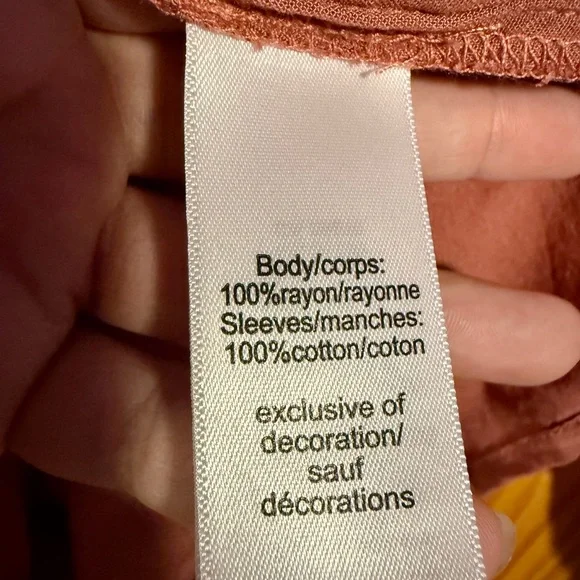 Body/corps:
100%rayon/rayonne
Sleeves/manches:
100%cotton/coton
exclusive of
decoration/
sauf
décorations